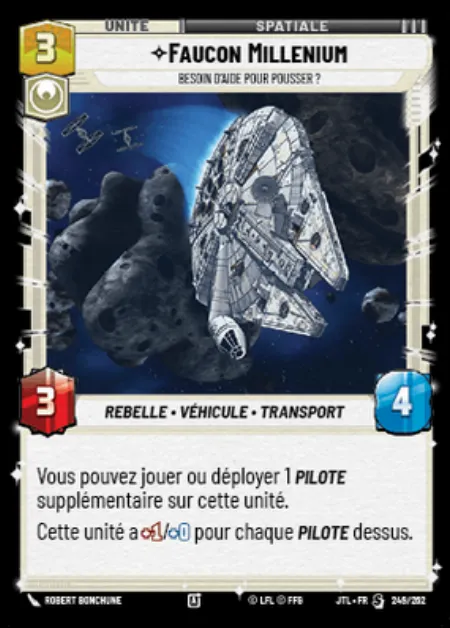 UNITÉ SPATIALE
3
FAUCON MILLENIUM
BESOIN D'AIDE POUR POUSSER ?
3
REBELLE • VÉHICULE • TRANSPORT
4
Vous pouvez jouer ou déployer 1 PILOTE
supplémentaire sur cette unité.
Cette unité a +1/+0 pour chaque PILOTE dessus.
ROBERT BONCHUNE A © LFL © FFG JTL • FR 249/262